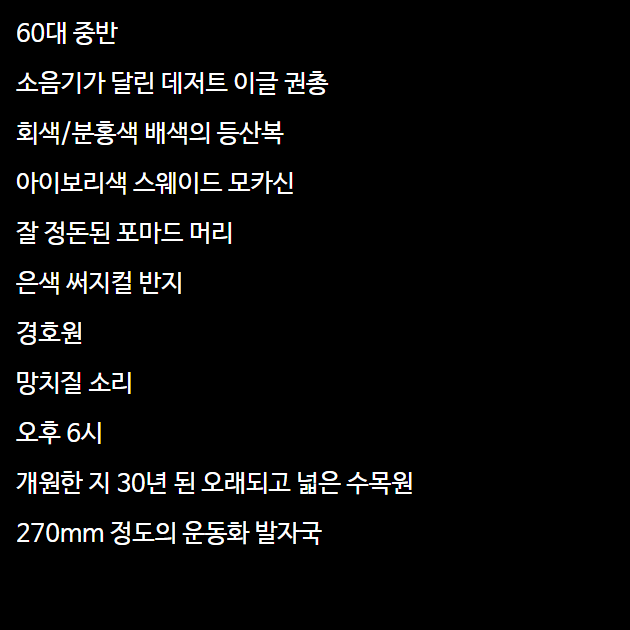 60대 중반
소음기가 달린 데저트 이글 권총
회색/분홍색 배색의 등산복
아이보리색 스웨이드 모카신
잘 정돈된 포마드 머리
은색 써지컬 반지
경호원
망치질 소리
오후 6시
개원한 지 30년 된 오래되고 넓은 수목원
270mm 정도의 운동화 발자국